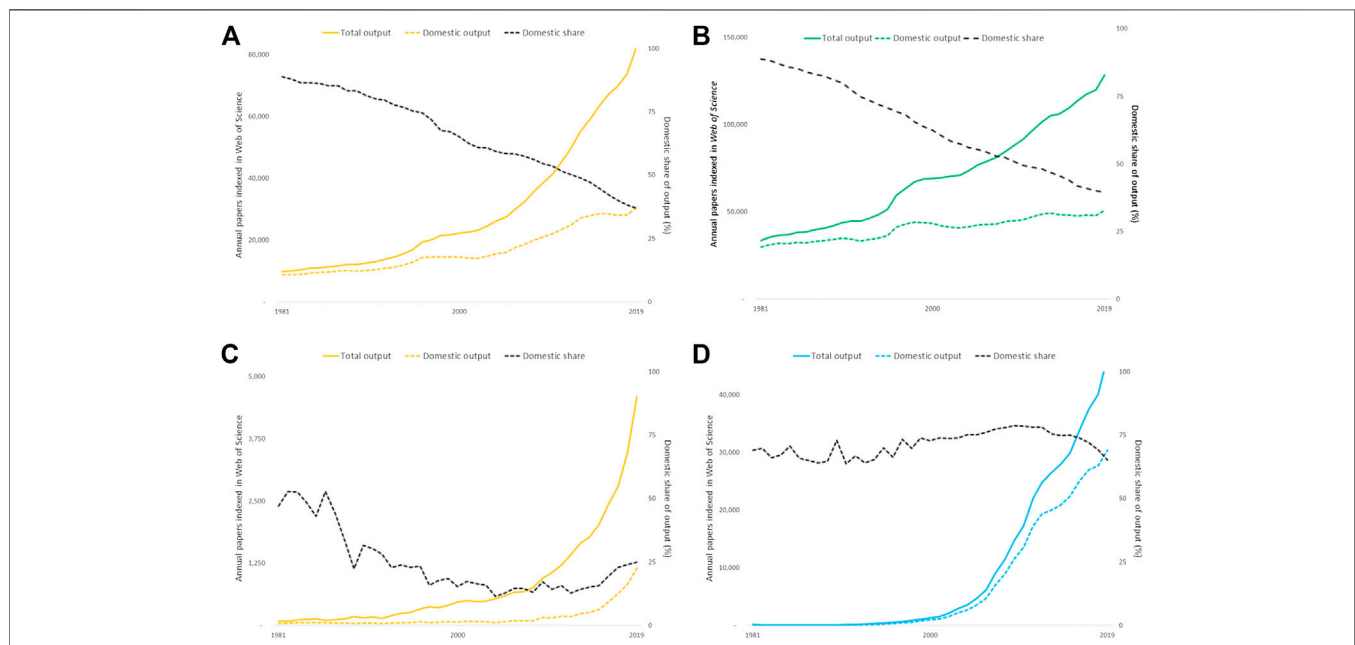 A
Total output
Domestic output
Domestic share
80,000
60,000
40,000
20,000
-
100
75
50
25
0
Annual papers indexed in Web of Science
Domestic share of output (%)
1981
2000
2019
B
Total output
Domestic output
Domestic share
150,000
100,000
50,000
-
100
75
50
25
0
Annual papers indexed in Web of Science
Domestic share of output (%)
1981
2000
2019
C
Total output
Domestic output
Domestic share
5,000
3,750
2,500
1,250
-
100
75
50
25
0
Annual papers indexed in Web of Science
Domestic share of output (%)
1981
2000
2019
D
Total output
Domestic output
Domestic share
40,000
30,000
20,000
10,000
-
100
75
50
25
0
Annual papers indexed in Web of Science
Domestic share of output (%)
1981
2000
2019